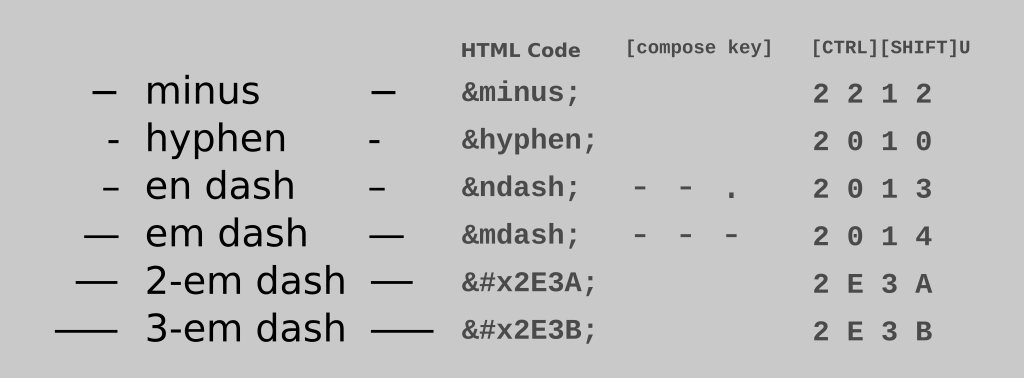 HTML Code [compose key] [CTRL][SHIFT]U
− minus − &minus; 2 2 1 2
‐ hyphen ‐ &hyphen; 2 0 1 0
– en dash – &ndash; - - . 2 0 1 3
— em dash — &mdash; - - - 2 0 1 4
⸺ 2-em dash ⸺ &#x2E3A; 2 E 3 A
⸻ 3-em dash ⸻ &#x2E3B; 2 E 3 B